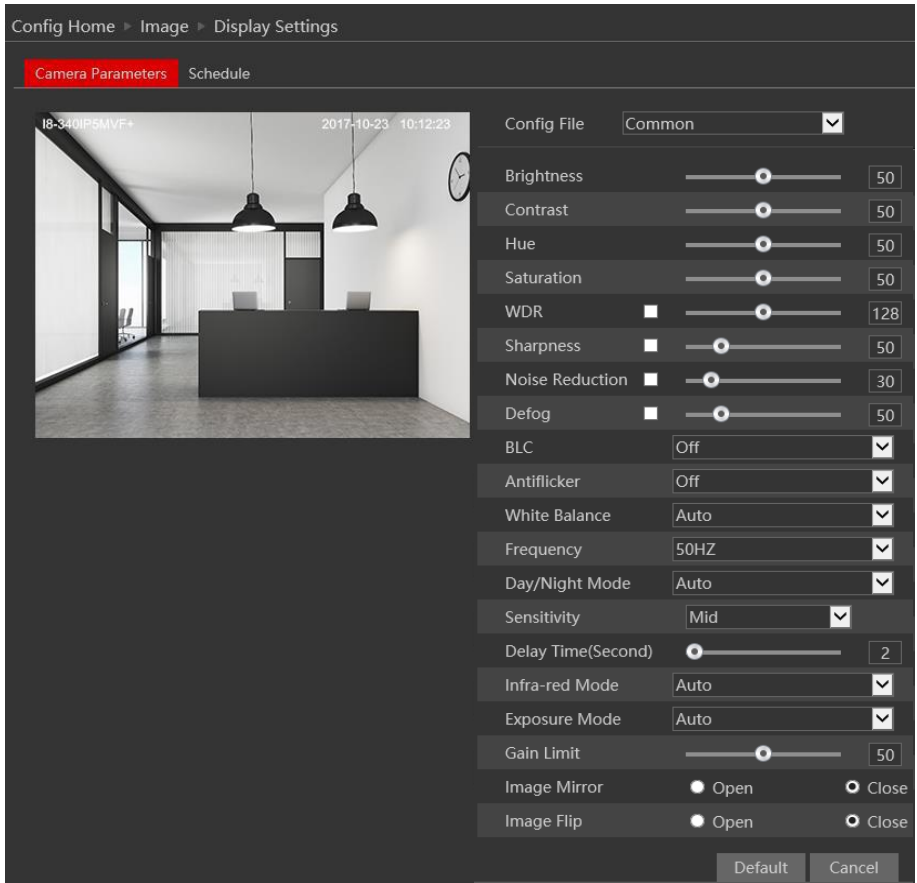 Config Home ▸ Image ▸ Display Settings
Camera Parameters Schedule
I8-340IP5MVF+ 2017-10-23 10:12:23
Config File Common
Brightness 50
Contrast 50
Hue 50
Saturation 50
WDR 128
Sharpness 50
Noise Reduction 30
Defog 50
BLC Off
Antiflicker Off
White Balance Auto
Frequency 50HZ
Day/Night Mode Auto
Sensitivity Mid
Delay Time(Second) 2
Infra-red Mode Auto
Exposure Mode Auto
Gain Limit 50
Image Mirror Open Close
Image Flip Open Close
Default Cancel